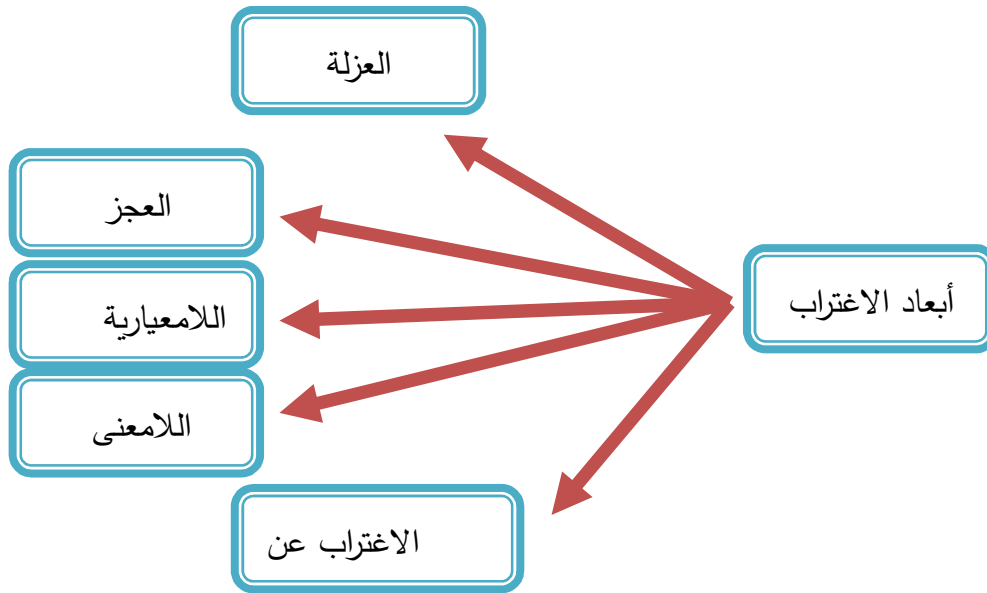 العزلة
العجز
أبعاد الاغتراب
اللامعيارية
اللامعنى
الاغتراب عن